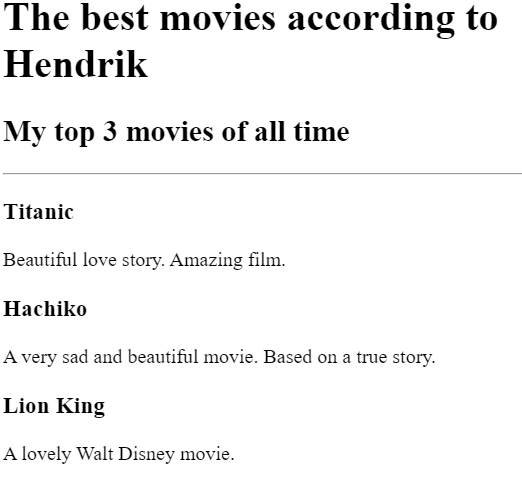 The best movies according to
Hendrik
My top 3 movies of all time
Titanic
Beautiful love story. Amazing film.
Hachiko
A very sad and beautiful movie. Based on a true story.
Lion King
A lovely Walt Disney movie.